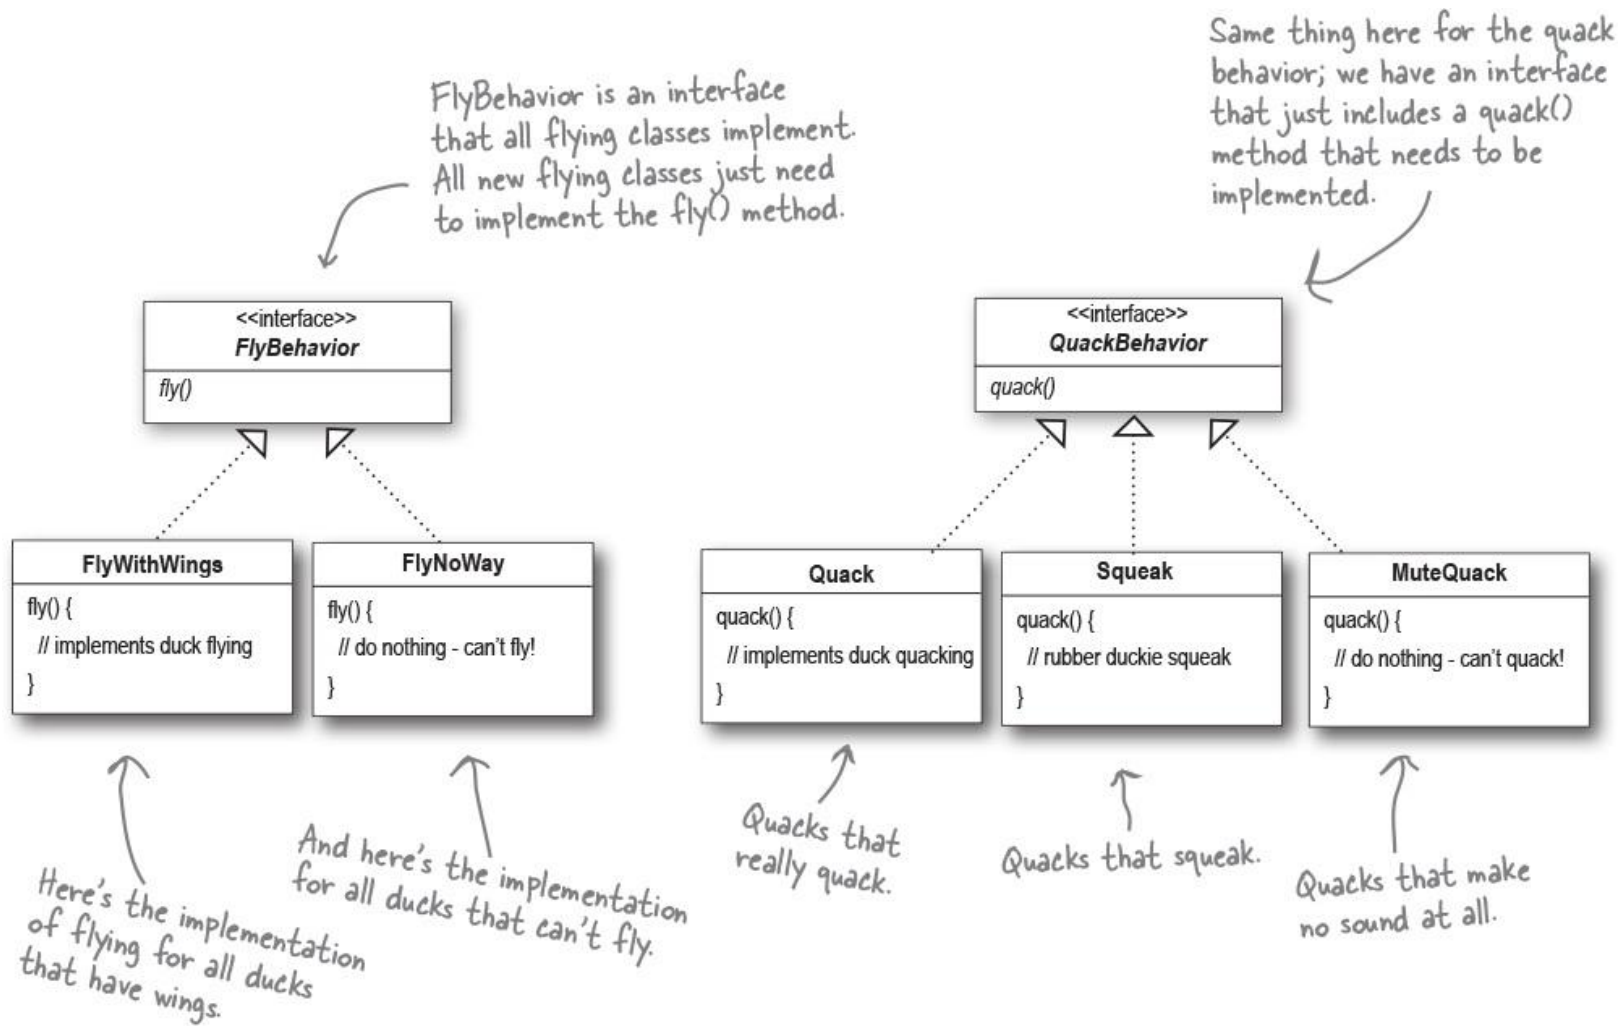 FlyBehavior is an interface
that all flying classes implement.
All new flying classes just need
to implement the fly() method.
Same thing here for the quack
behavior; we have an interface
that just includes a quack()
method that needs to be
implemented.
<<interface>>
FlyBehavior
fly()
<<interface>>
QuackBehavior
quack()
FlyWithWings
fly() {
// implements duck flying
}
FlyNoWay
fly() {
// do nothing - can't fly!
}
Quack
quack() {
// implements duck quacking
}
Squeak
quack() {
// rubber duckie squeak
}
MuteQuack
quack() {
// do nothing - can't quack!
}
Here's the implementation
of flying for all ducks
that have wings.
And here's the implementation
for all ducks that can't fly.
Quacks that
really quack.
Quacks that squeak.
Quacks that make
no sound at all.